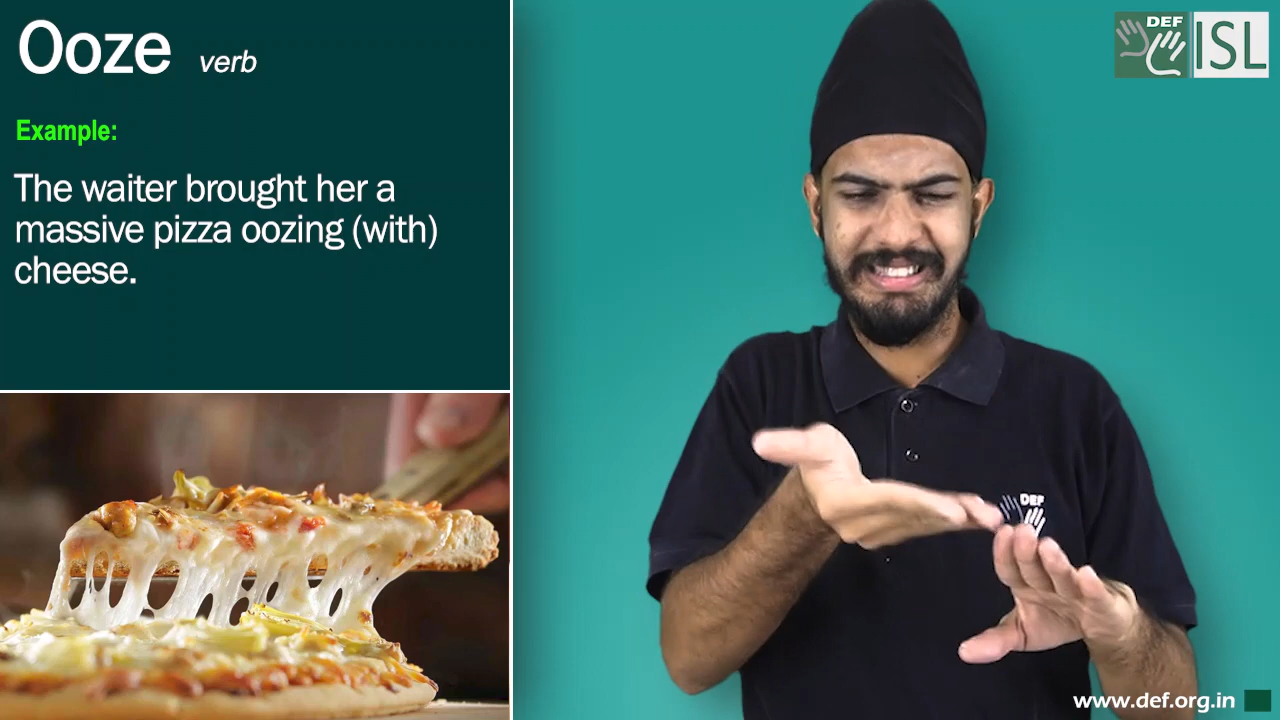 Ooze verb
Example:
The waiter brought her a
massive pizza oozing (with)
cheese.
DEF
ISL
DEF
www.def.org.in